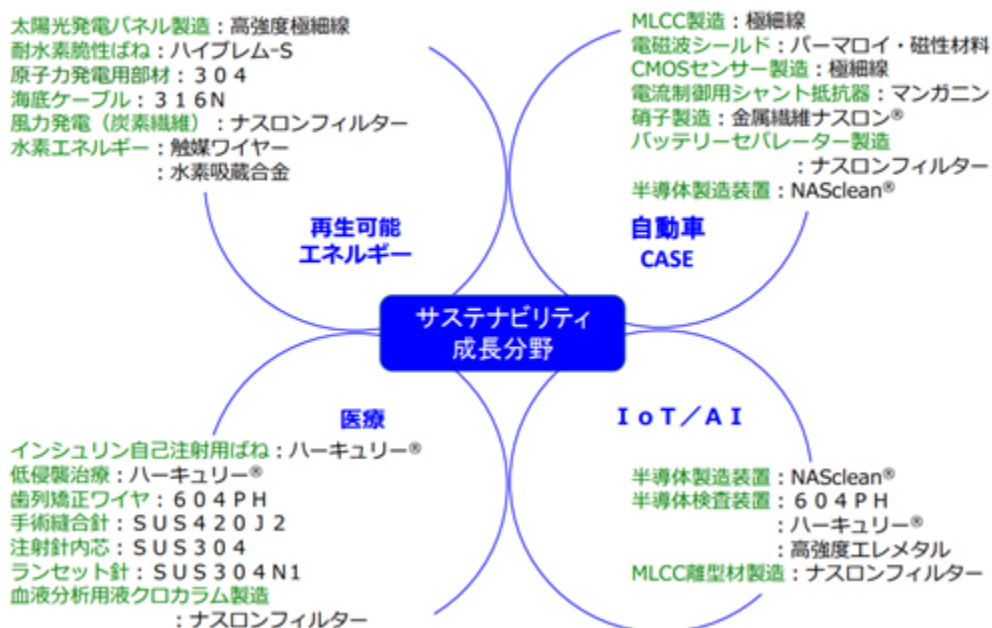 太陽光発電パネル製造：高強度極細線
耐水素脆性ばね：ハイブレム-S
原子力発電用部材：３０４
海底ケーブル：３１６N
風力発電（炭素繊維）：ナスロンフィルター
水素エネルギー：触媒ワイヤー
：水素吸蔵合金
再生可能
エネルギー
MLCC製造：極細線
電磁波シールド：パーマロイ・磁性材料
CMOSセンサー製造：極細線
電流制御用シャント抵抗器：マンガニン
硝子製造：金属繊維ナスロン®
バッテリーセパレーター製造
：ナスロンフィルター
半導体製造装置：NASclean®
自動車
CASE
サステナビリティ
成長分野
医療
インシュリン自己注射用ばね：ハーキュリー®
低侵襲治療：ハーキュリー®
歯列矯正ワイヤ：６０４ＰＨ
手術縫合針：ＳＵＳ４２０Ｊ２
注射針内芯：ＳＵＳ３０４
ランセット針：ＳＵＳ３０４Ｎ1
血液分析用液クロカラム製造
：ナスロンフィルター
ＩｏＴ／ＡＩ
半導体製造装置：NASclean®
半導体検査装置：６０４ＰＨ
：ハーキュリー®
：高強度エレメタル
MLCC離型材製造：ナスロンフィルター